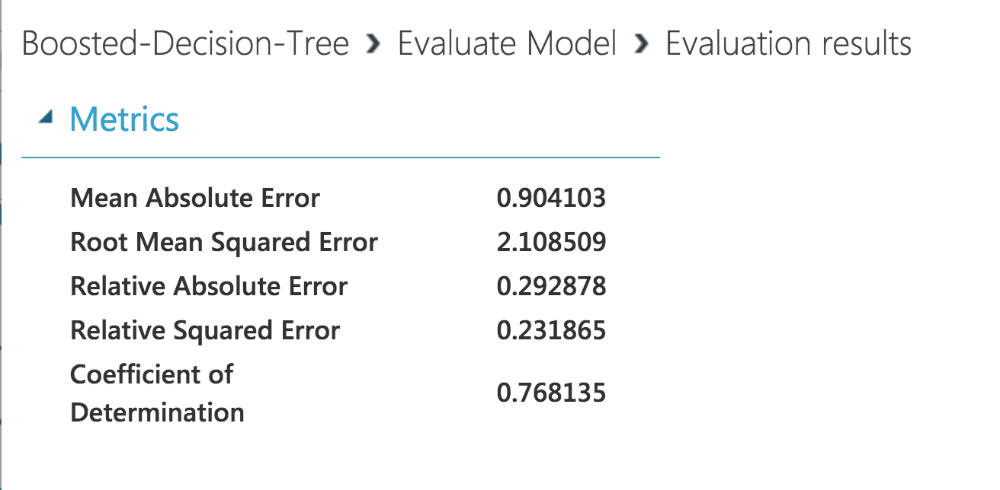 Boosted-Decision-Tree › Evaluate Model › Evaluation results
Metrics
Mean Absolute Error 0.904103
Root Mean Squared Error 2.108509
Relative Absolute Error 0.292878
Relative Squared Error 0.231865
Coefficient of
Determination 0.768135